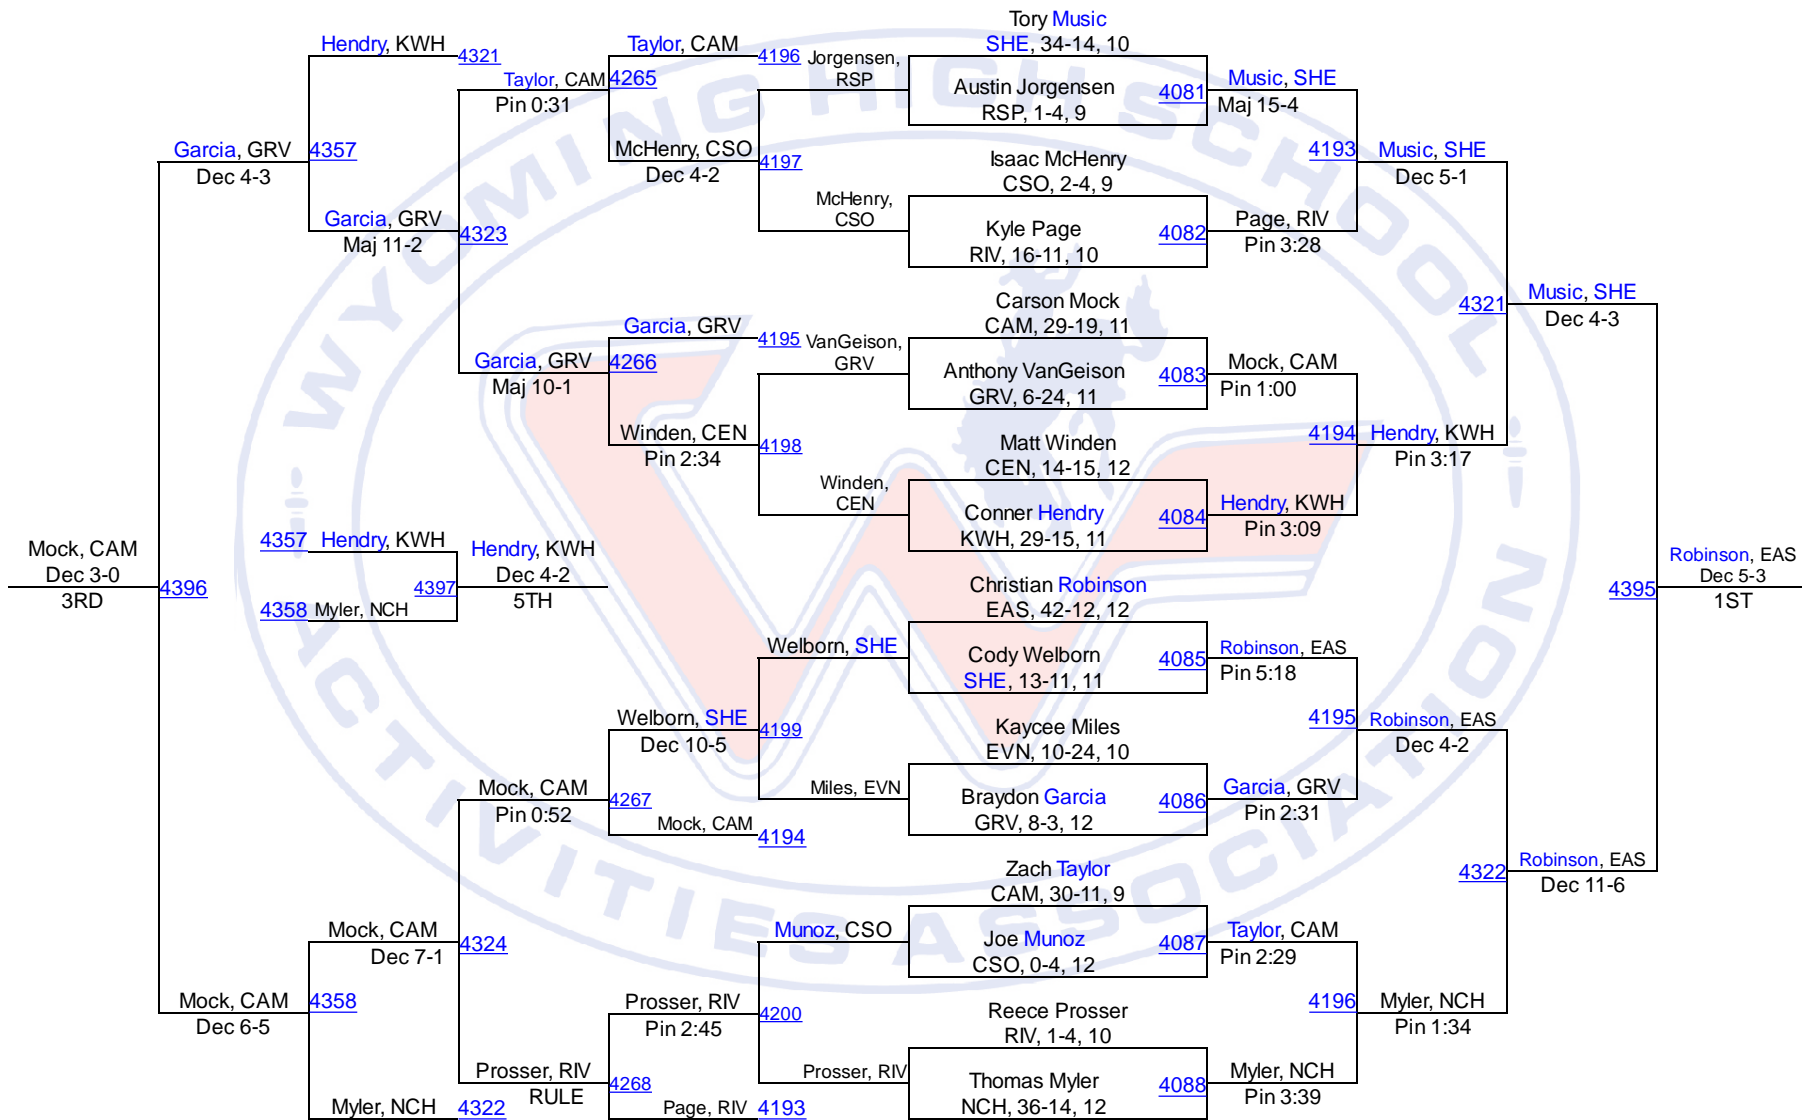 WYOMING HIGH SCHOOL
ACTIVITIES ASSOCIATION
Mock, CAM
Dec 3-0
3RD
4396
Garcia, GRV
Dec 4-3
4357
Mock, CAM
Dec 6-5
4358
Hendry, KWH
4321
Garcia, GRV
Maj 11-2
4323
4357
Hendry, KWH
4358
Myler, NCH
4397
Hendry, KWH
Dec 4-2
5TH
Mock, CAM
Dec 7-1
4324
Myler, NCH
4322
Taylor, CAM
Pin 0:31
4265
Garcia, GRV
Maj 10-1
4266
Mock, CAM
Pin 0:52
4267
Prosser, RIV
RULE
4268
Taylor, CAM
4196
McHenry, CSO
Dec 4-2
4197
Garcia, GRV
4195
Winden, CEN
Pin 2:34
4198
Welborn, SHE
Dec 10-5
4199
Mock, CAM
4194
Prosser, RIV
Pin 2:45
4200
Page, RIV
4193
Jorgensen,
RSP
McHenry,
CSO
VanGeison,
GRV
Winden,
CEN
Welborn, SHE
Miles, EVN
Munoz, CSO
Prosser, RIV
Tory Music
SHE, 34-14, 10
Austin Jorgensen
RSP, 1-4, 9
4081
Isaac McHenry
CSO, 2-4, 9
Kyle Page
RIV, 16-11, 10
4082
Carson Mock
CAM, 29-19, 11
Anthony VanGeison
GRV, 6-24, 11
4083
Matt Winden
CEN, 14-15, 12
Conner Hendry
KWH, 29-15, 11
4084
Christian Robinson
EAS, 42-12, 12
Cody Welborn
SHE, 13-11, 11
4085
Kaycee Miles
EVN, 10-24, 10
Braydon Garcia
GRV, 8-3, 12
4086
Zach Taylor
CAM, 30-11, 9
Joe Munoz
CSO, 0-4, 12
4087
Reece Prosser
RIV, 1-4, 10
Thomas Myler
NCH, 36-14, 12
4088
Music, SHE
Maj 15-4
Page, RIV
Pin 3:28
4193
Mock, CAM
Pin 1:00
Hendry, KWH
Pin 3:09
4194
Robinson, EAS
Pin 5:18
Garcia, GRV
Pin 2:31
4195
Taylor, CAM
Pin 2:29
Myler, NCH
Pin 3:39
4196
Music, SHE
Dec 5-1
Hendry, KWH
Pin 3:17
4321
Robinson, EAS
Dec 4-2
Myler, NCH
Pin 1:34
4322
Music, SHE
Dec 4-3
Robinson, EAS
Dec 11-6
4395
Robinson, EAS
Dec 5-3
1ST